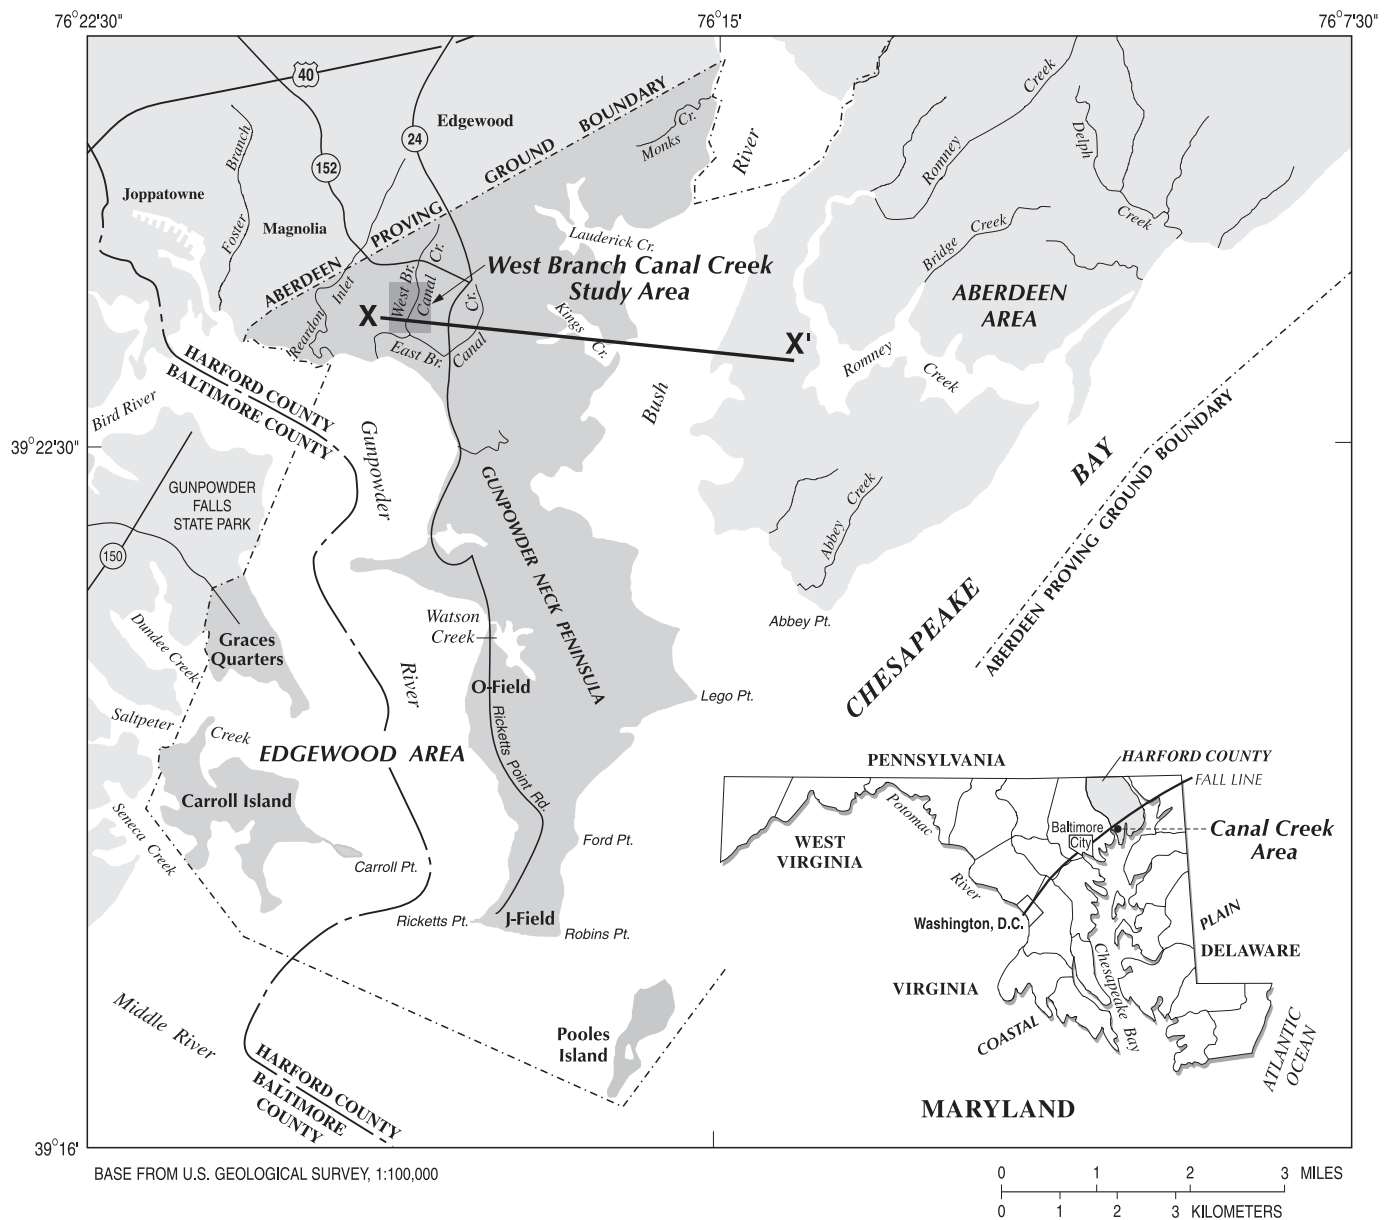 76°22'30"
76°15'
76°7'30"
40
Edgewood
24
152
Joppatowne
Foster Branch
Magnolia
ABERDEEN PROVING GROUND BOUNDARY
Monks Cr.
River
Romney Creek
Delph Creek
Lauderick Cr.
Bridge Creek
Reardon Inlet
West Br.
Canal Cr.
West Branch Canal Creek
Study Area
ABERDEEN
AREA
X
X'
Kings Cr.
East Br.
Canal Cr.
Romney Creek
HARFORD COUNTY
BALTIMORE COUNTY
Bird River
Bush
39°22'30"
Gunpowder
GUNPOWDER
FALLS
STATE PARK
GUNPOWDER NECK PENINSULA
BAY
ABERDEEN PROVING GROUND BOUNDARY
150
Abbey Creek
CHESAPEAKE
Abbey Pt.
Watson
Creek
Dundee Creek
Graces
Quarters
River
O-Field
Lego Pt.
Saltpeter
Creek
Ricketts Point Rd.
EDGEWOOD AREA
Carroll Island
Seneca Creek
Ford Pt.
Carroll Pt.
Ricketts Pt.
J-Field
Robins Pt.
Middle River
Pooles
Island
HARFORD COUNTY
BALTIMORE
COUNTY
39°16'
PENNSYLVANIA
HARFORD COUNTY
FALL LINE
Potomac
Baltimore
City
Canal Creek
Area
WEST
VIRGINIA
River
Washington, D.C.
PLAIN
DELAWARE
Chesapeake Bay
VIRGINIA
COASTAL
ATLANTIC
OCEAN
MARYLAND
BASE FROM U.S. GEOLOGICAL SURVEY, 1:100,000
0 1 2 3 MILES
0 1 2 3 KILOMETERS